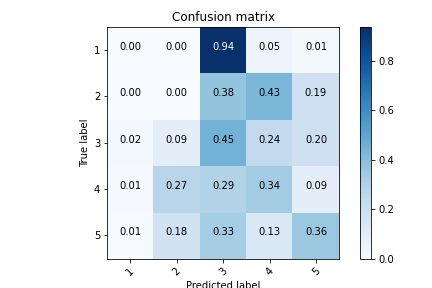 Confusion matrix
True label
1 0.00 0.00 0.94 0.05 0.01
2 0.00 0.00 0.38 0.43 0.19
3 0.02 0.09 0.45 0.24 0.20
4 0.01 0.27 0.29 0.34 0.09
5 0.01 0.18 0.33 0.13 0.36
1 2 3 4 5
Predicted label
0.8
0.6
0.4
0.2
0.0